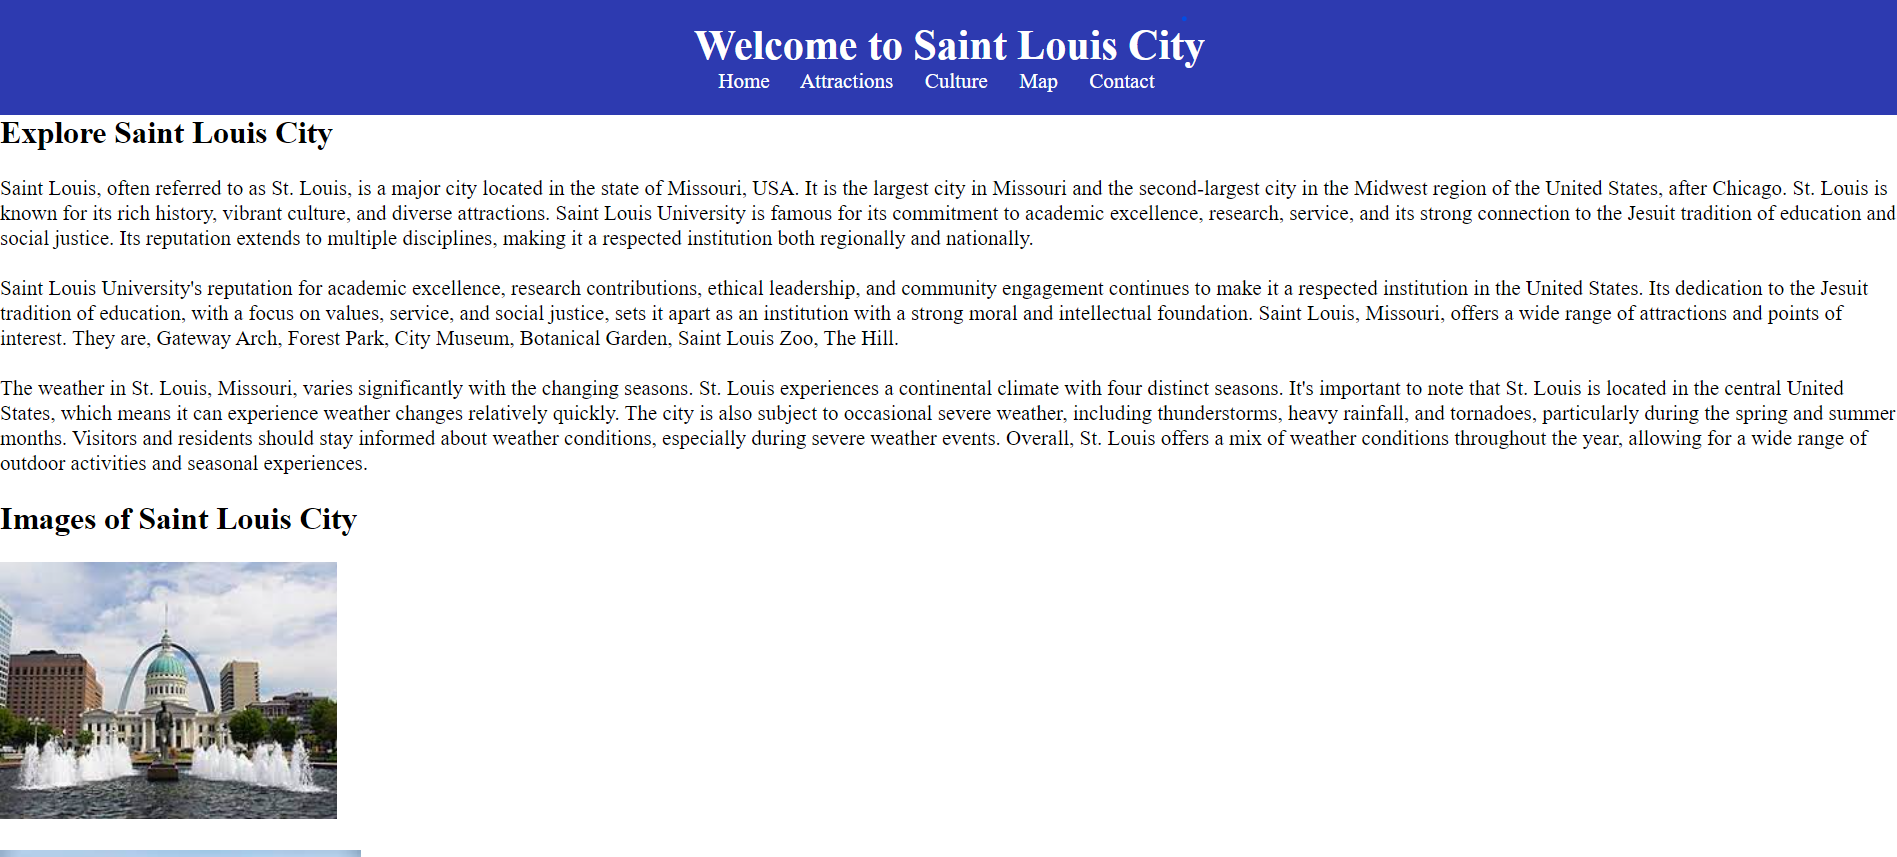 Welcome to Saint Louis City
Home Attractions Culture Map Contact
Explore Saint Louis City
Saint Louis, often referred to as St. Louis, is a major city located in the state of Missouri, USA. It is the largest city in Missouri and the second-largest city in the Midwest region of the United States, after Chicago. St. Louis is
known for its rich history, vibrant culture, and diverse attractions. Saint Louis University is famous for its commitment to academic excellence, research, service, and its strong connection to the Jesuit tradition of education and
social justice. Its reputation extends to multiple disciplines, making it a respected institution both regionally and nationally.
Saint Louis University's reputation for academic excellence, research contributions, ethical leadership, and community engagement continues to make it a respected institution in the United States. Its dedication to the Jesuit
tradition of education, with a focus on values, service, and social justice, sets it apart as an institution with a strong moral and intellectual foundation. Saint Louis, Missouri, offers a wide range of attractions and points of
interest. They are, Gateway Arch, Forest Park, City Museum, Botanical Garden, Saint Louis Zoo, The Hill.
The weather in St. Louis, Missouri, varies significantly with the changing seasons. St. Louis experiences a continental climate with four distinct seasons. It's important to note that St. Louis is located in the central United
States, which means it can experience weather changes relatively quickly. The city is also subject to occasional severe weather, including thunderstorms, heavy rainfall, and tornadoes, particularly during the spring and summer
months. Visitors and residents should stay informed about weather conditions, especially during severe weather events. Overall, St. Louis offers a mix of weather conditions throughout the year, allowing for a wide range of
outdoor activities and seasonal experiences.
Images of Saint Louis City